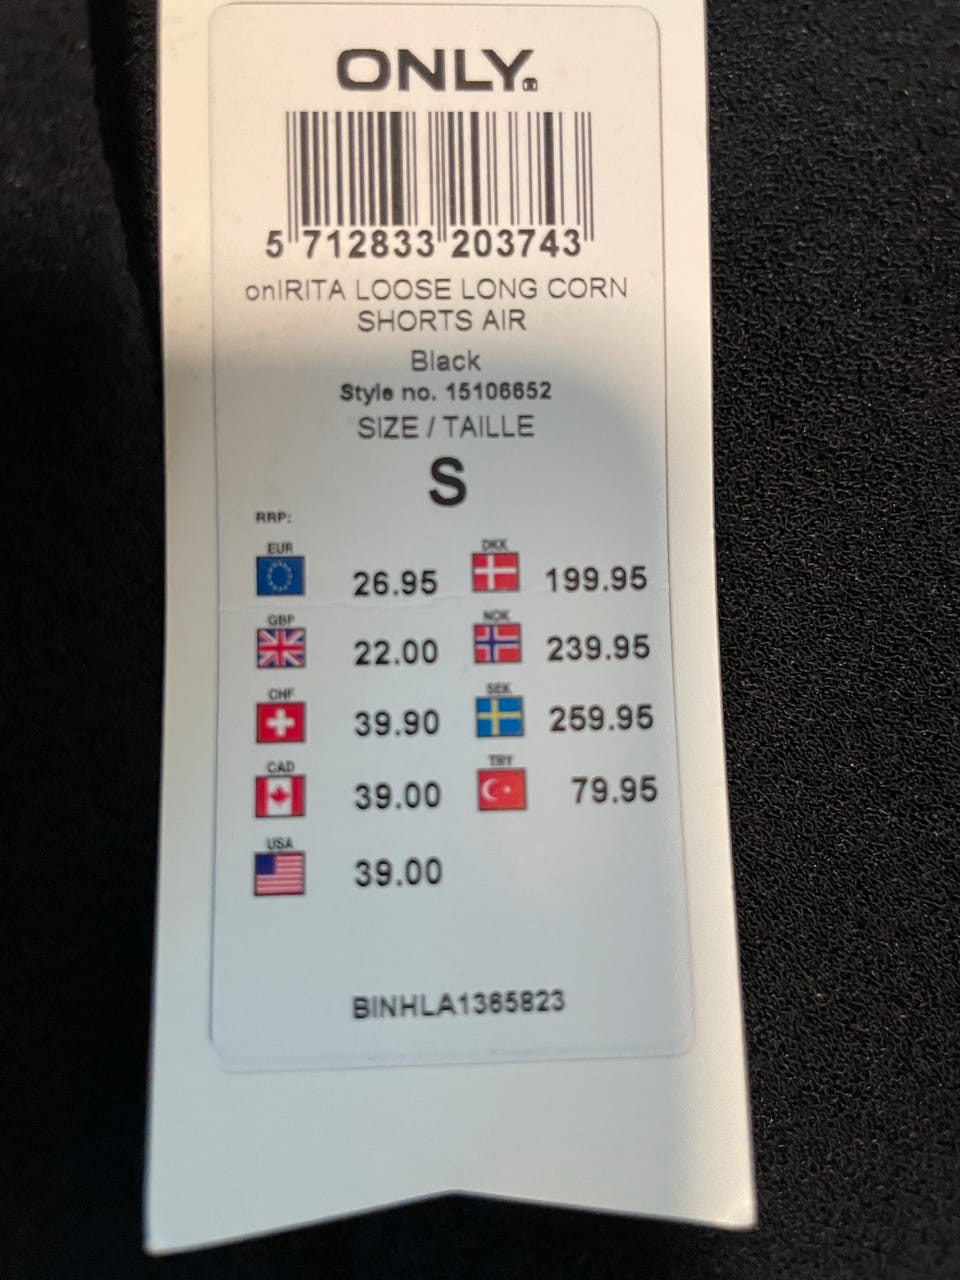 ONLY
5 712833 203743
onlRITA LOOSE LONG CORN
SHORTS AIR
Black
Style no. 15106652
SIZE / TAILLE
S
RRP:
EUR 26.95 DKK 199.95
GBP 22.00 NOK 239.95
CHF 39.90 SEK 259.95
CAD 39.00 TRY 79.95
USA 39.00
BINHLA1365823